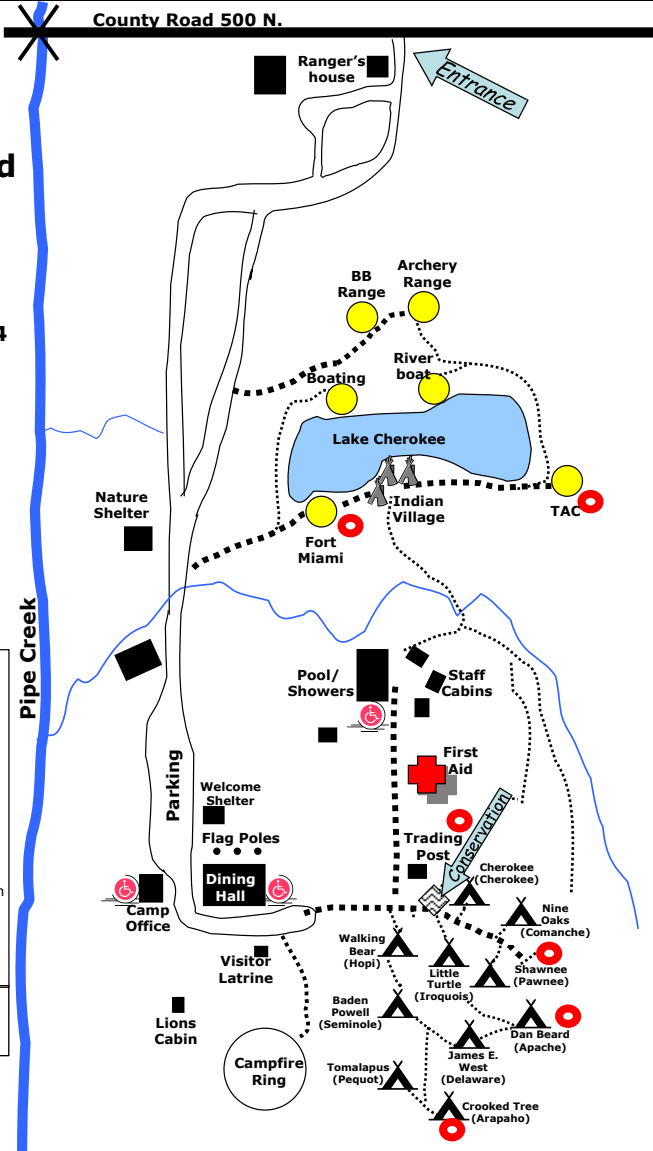 County Road 500 N.
Ranger's
house
Entrance
d
BB
Range
Archery
Range
4
River
boat
Boating
Lake Cherokee
Nature
Shelter
Indian
Village
TAC
Fort
Miami
Pipe Creek
Pool/
Showers
Staff
Cabins
First
Aid
Parking
Welcome
Shelter
Flag Poles
Trading
Post
Conservation
Cherokee
(Cherokee)
Dining
Hall
n
Camp
Office
Nine
Oaks
(Comanche)
Walking
Bear
(Hopi)
Visitor
Latrine
Little
Turtle
(Iroquois)
Shawnee
(Pawnee)
Baden
Powell
(Seminole)
Lions
Cabin
Dan Beard
(Apache)
James E.
West
(Delaware)
Campfire
Ring
Tomalapus
(Pequot)
Crooked Tree
(Arapaho)